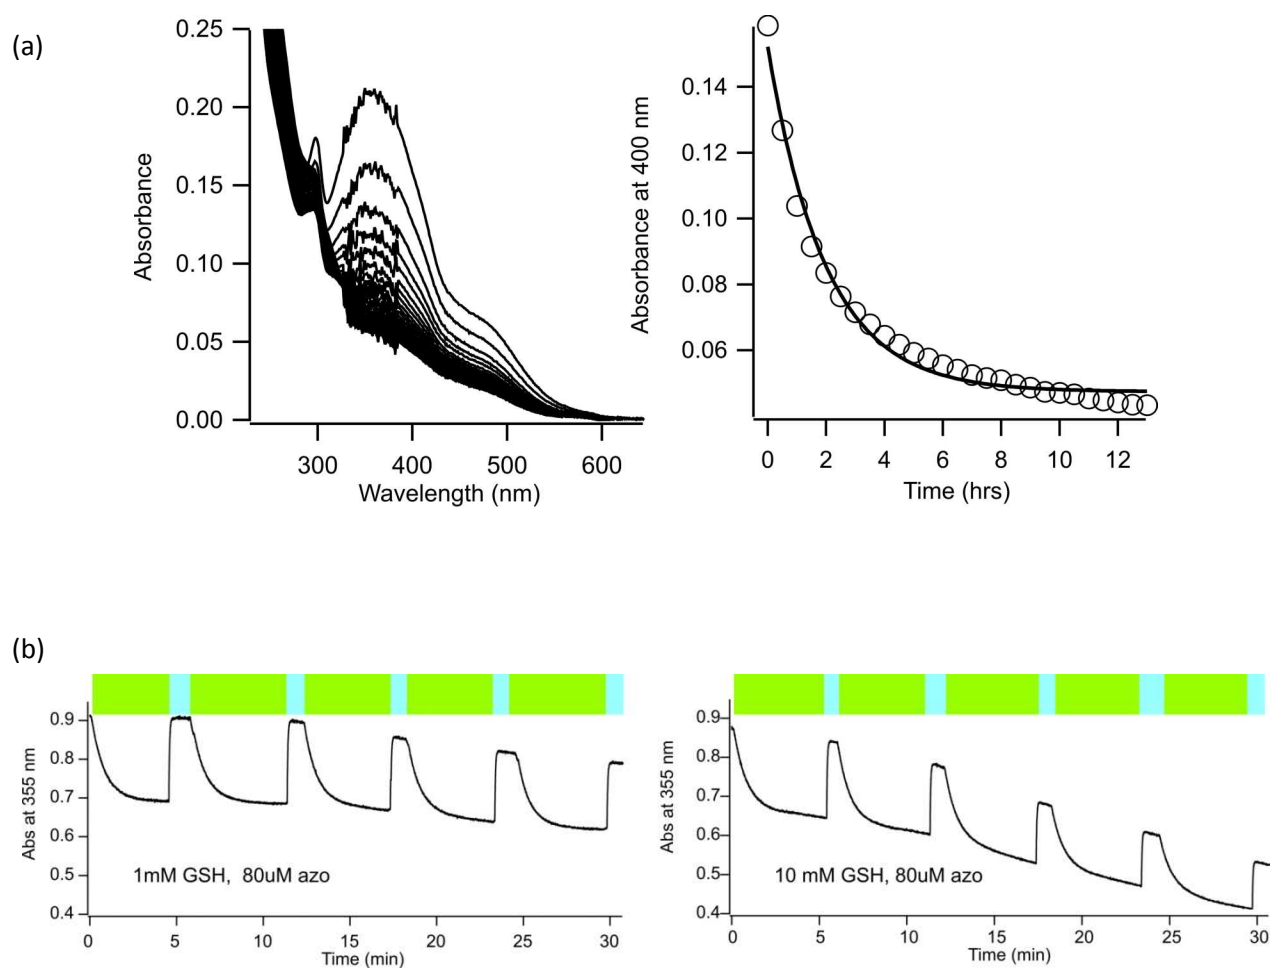 (a)
0.25
0.20
0.15
0.10
0.05
0.00
Absorbance
300 400 500 600
Wavelength (nm)
0.14
0.12
0.10
0.08
0.06
Absorbance at 400 nm
0 2 4 6 8 10 12
Time (hrs)
(b)
0.9
0.8
0.7
0.6
0.5
0.4
Abs at 355 nm
1mM GSH, 80uM azo
0 5 10 15 20 25 30
Time (min)
0.9
0.8
0.7
0.6
0.5
0.4
Abs at 355 nm
10 mM GSH, 80uM azo
0 5 10 15 20 25 30
Time (min)